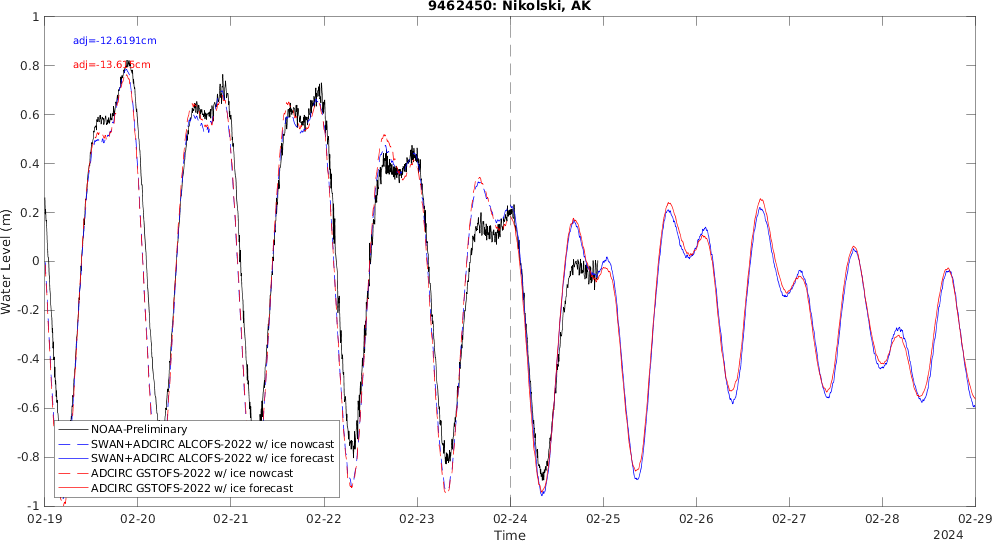 9462450: Nikolski, AK
1
adj=-12.6191cm
0.8
0.6
0.4
0.2
0
-0.2
-0.4
-0.6
-0.8
-1
Water Level (m)
NOAA-Preliminary
SWAN+ADCIRC ALCOFS-2022 w/ ice nowcast
SWAN+ADCIRC ALCOFS-2022 w/ ice forecast
ADCIRC GSTOFS-2022 w/ ice nowcast
ADCIRC GSTOFS-2022 w/ ice forecast
02-19 02-20 02-21 02-22 02-23 02-24 02-25 02-26 02-27 02-28 02-29
Time
2024